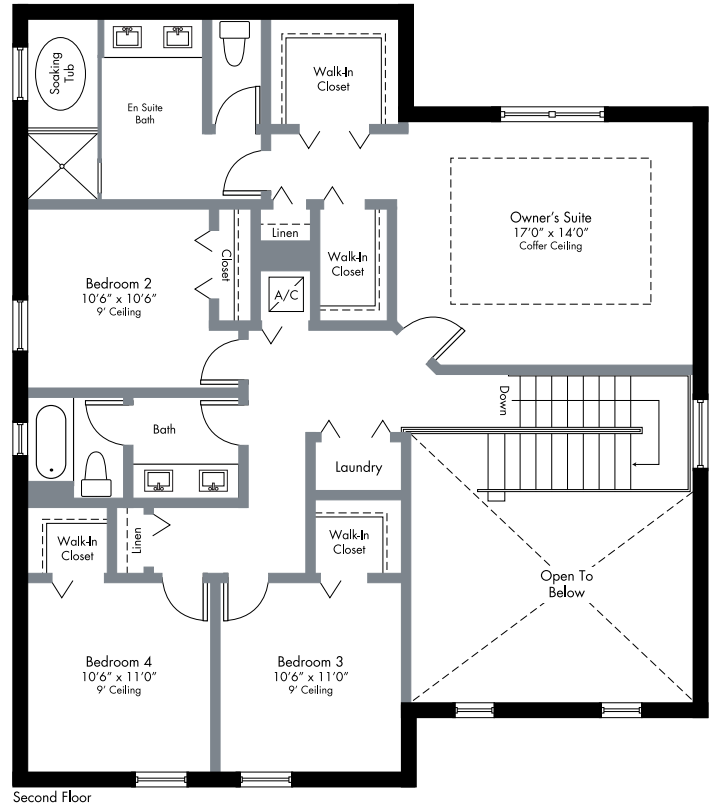 Soaking
Tub
En Suite
Bath
Walk-In
Closet
Owner's Suite
17'0" x 14'0"
Coffer Ceiling
Linen
Walk-In
Closet
Closet
Bedroom 2
10'6" x 10'6"
9' Ceiling
A/C
Down
Bath
Laundry
Walk-In
Closet
Linen
Walk-In
Closet
Open To
Below
Bedroom 4
10'6" x 11'0"
9' Ceiling
Bedroom 3
10'6" x 11'0"
9' Ceiling
Second Floor